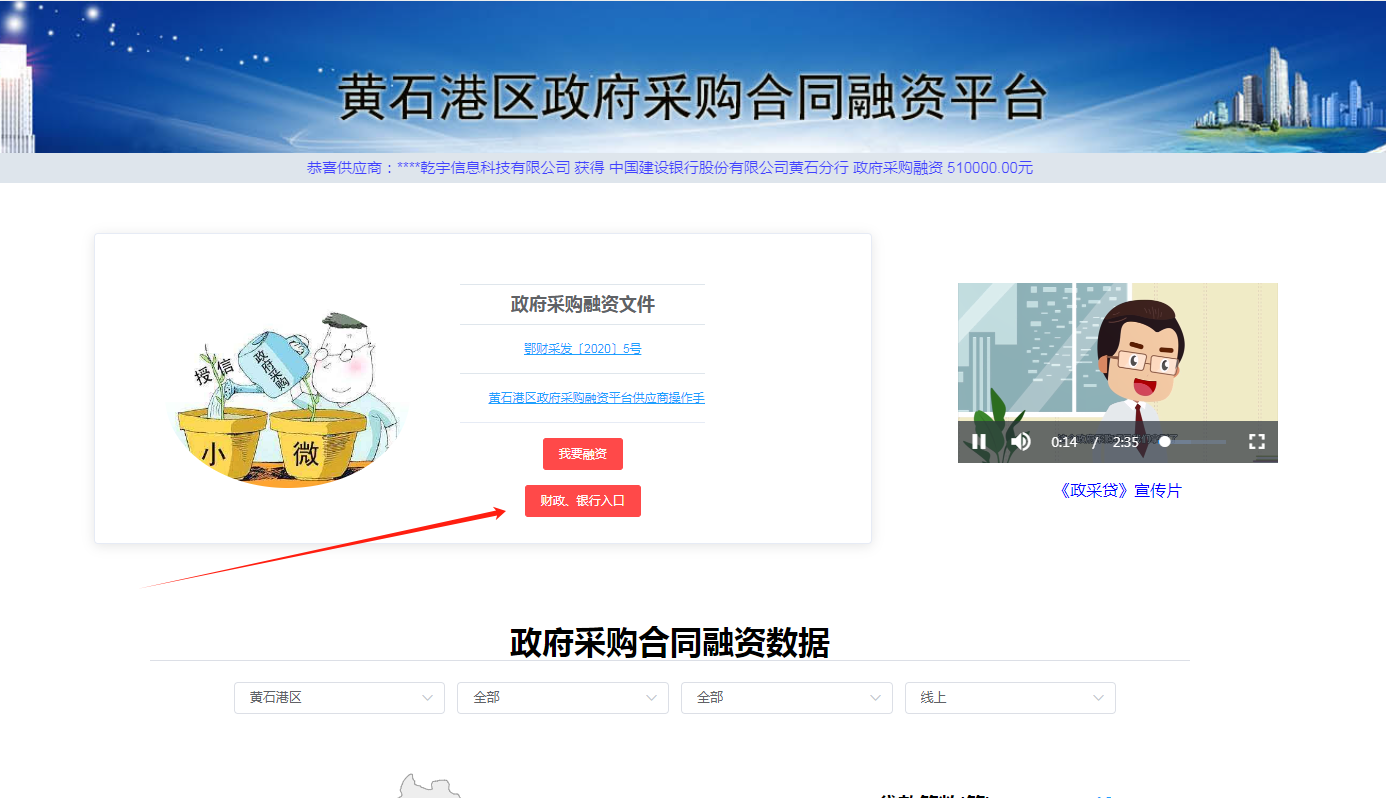 黄石港区政府采购合同融资平台
恭喜供应商：****乾宇信息科技有限公司 获得 中国建设银行股份有限公司黄石分行 政府采购融资 510000.00元
政府采购融资文件
鄂财采发〔2020〕5号
黄石港区政府采购融资平台供应商操作手
我要融资
财政、银行入口
授信
政府采购
小
微
0:14 / 2:35
《政采贷》宣传片
政府采购合同融资数据
黄石港区
全部
全部
线上